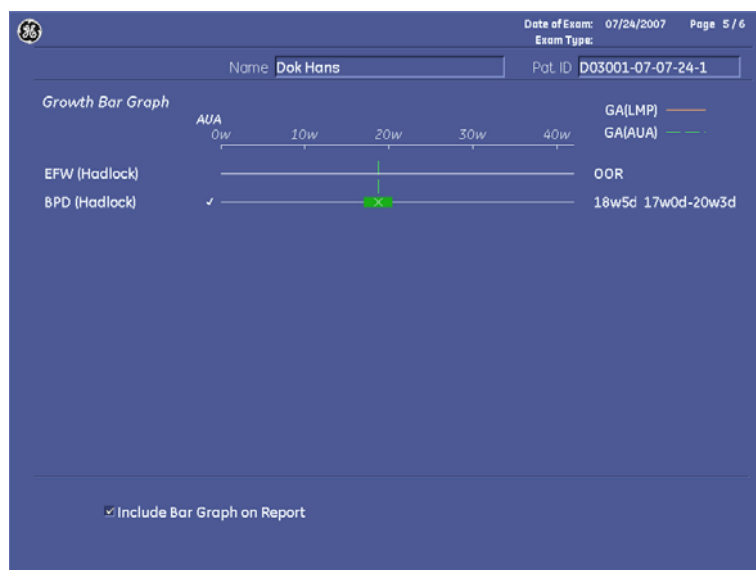 Date of Exam: 07/24/2007 Page 5/6
Exam Type:
Name Dok Hans Pat. ID D03001-07-07-24-1
Growth Bar Graph
GA(LMP)
AUA
GA(AUA)
0w 10w 20w 30w 40w
EFW (Hadlock) OOR
BPD (Hadlock) ✓ 18w5d 17w0d-20w3d
Include Bar Graph on Report